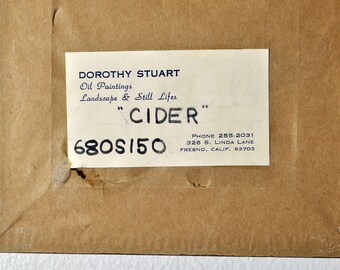 DOROTHY STUART
Oil Paintings
Landscape & Still Lifes
"CIDER"
PHONE 255-2031
680S150
326 S. LINDA LANE
FRESNO, CALIF. 93702